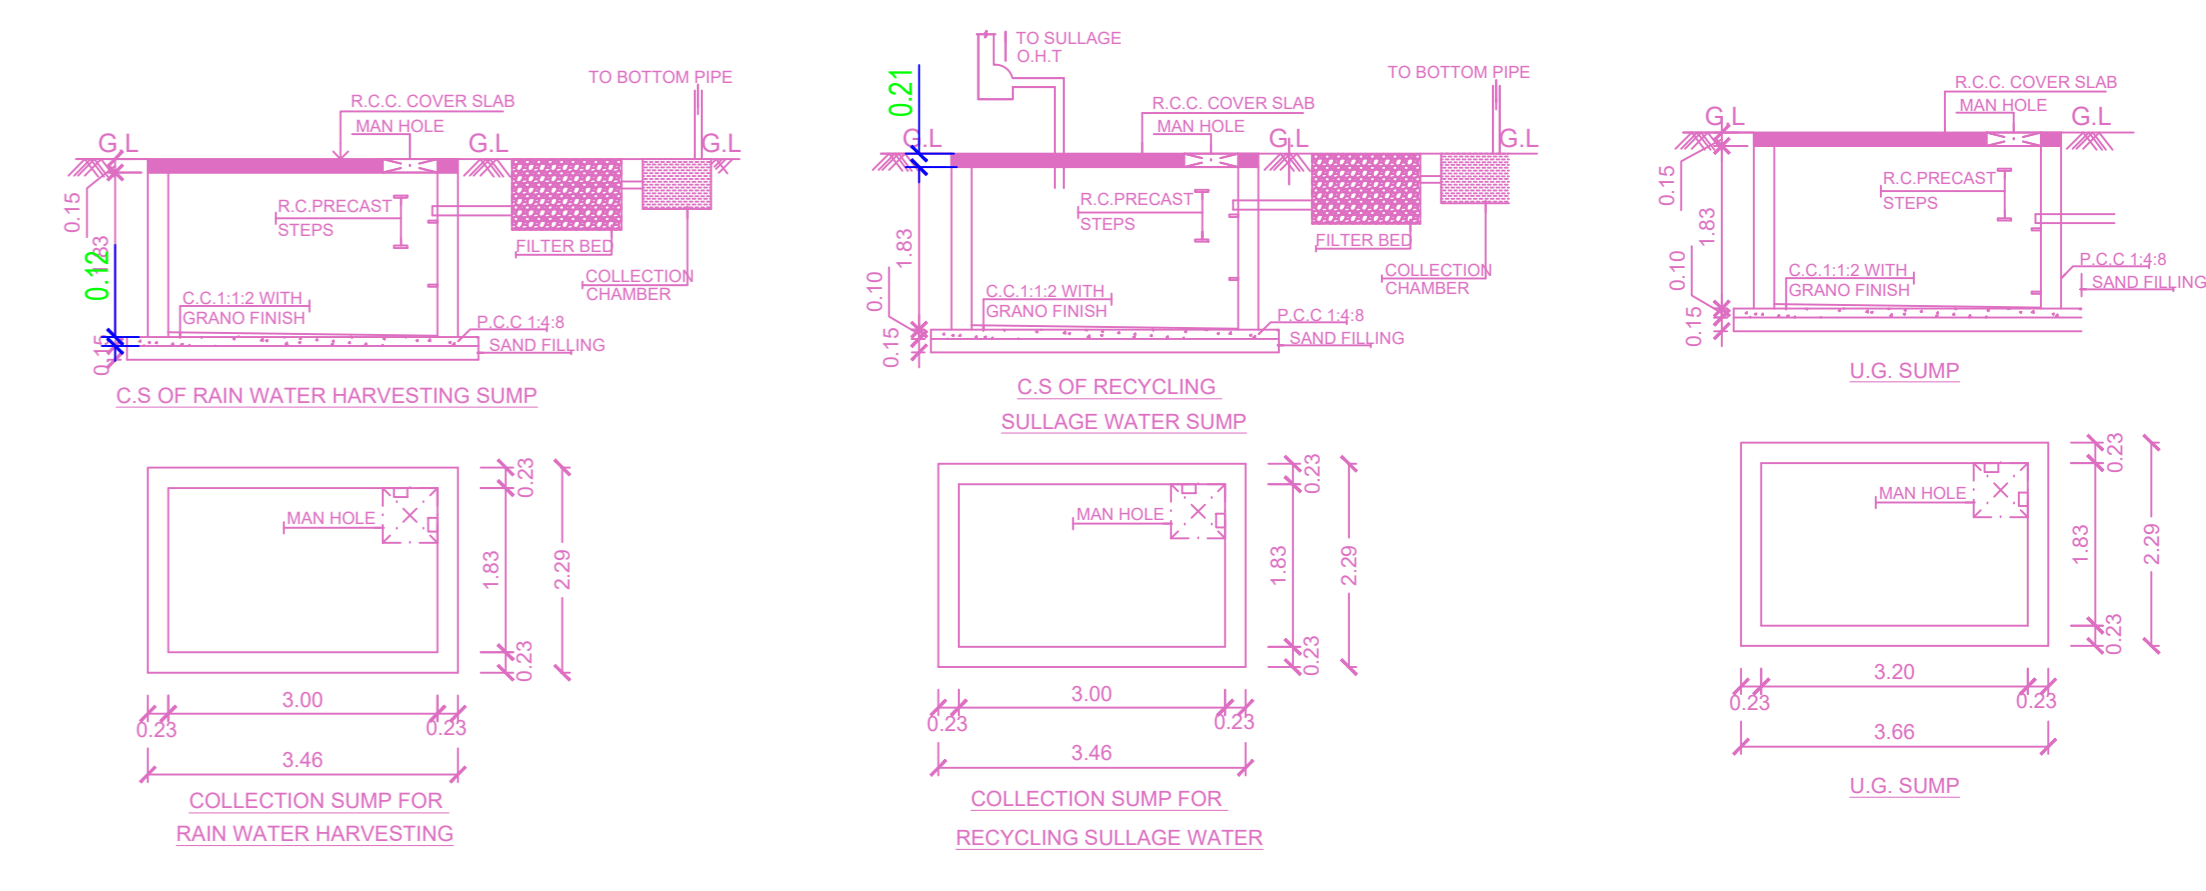 TO BOTTOM PIPE
R.C.C. COVER SLAB
MAN HOLE
G.L
G.L
G.L
0.15
R.C.PRECAST
STEPS
1.83
0.12
FILTER BED
COLLECTION
CHAMBER
C.C.1:1:2 WITH
GRANO FINISH
P.C.C 1:4:8
SAND FILLING
0.15
C.S OF RAIN WATER HARVESTING SUMP
0.23
MAN HOLE
1.83
2.29
0.23
3.00
0.23
0.23
3.46
COLLECTION SUMP FOR
RAIN WATER HARVESTING
TO SULLAGE
O.H.T
0.21
TO BOTTOM PIPE
R.C.C. COVER SLAB
MAN HOLE
G.L
G.L
G.L
R.C.PRECAST
STEPS
1.83
FILTER BED
COLLECTION
CHAMBER
0.10
C.C.1:1:2 WITH
GRANO FINISH
P.C.C 1:4:8
SAND FILLING
0.15
C.S OF RECYCLING
SULLAGE WATER SUMP
0.23
MAN HOLE
1.83
2.29
0.23
3.00
0.23
0.23
3.46
COLLECTION SUMP FOR
RECYCLING SULLAGE WATER
R.C.C. COVER SLAB
MAN HOLE
G.L
G.L
0.15
R.C.PRECAST
STEPS
1.83
0.10
C.C.1:1:2 WITH
GRANO FINISH
P.C.C 1:4:8
SAND FILLING
0.15
U.G. SUMP
0.23
MAN HOLE
1.83
2.29
0.23
3.20
0.23
0.23
3.66
U.G. SUMP